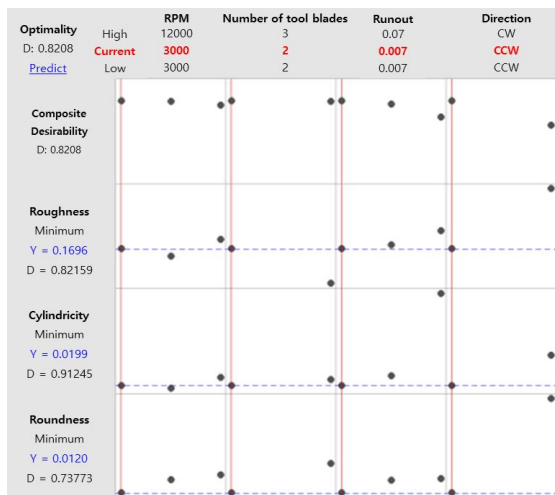 Optimality
D: 0.8208
Predict
High
Current
Low
RPM
12000
3000
3000
Number of tool blades
3
2
2
Runout
0.07
0.007
0.007
Direction
CW
CCW
CCW
Composite
Desirability
D: 0.8208
Roughness
Minimum
Y = 0.1696
D = 0.82159
Cylindricity
Minimum
Y = 0.0199
D = 0.91245
Roundness
Minimum
Y = 0.0120
D = 0.73773